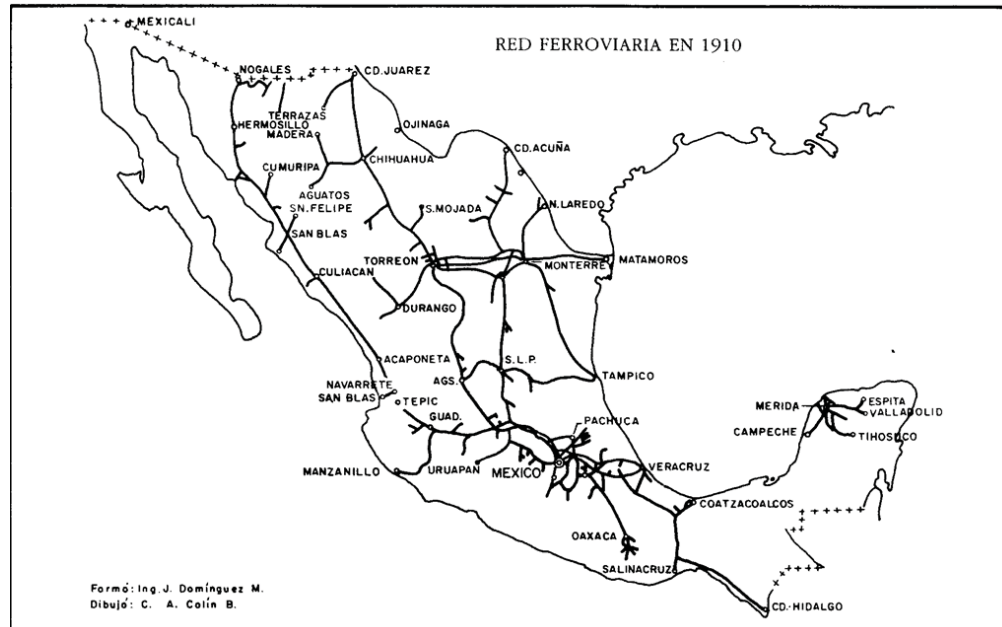 RED FERROVIARIA EN 1910
MEXICALI
NOGALES
CD. JUAREZ
TERRAZAS
HERMOSILLO
MADERA
OJINAGA
CD. ACUÑA
CHIHUAHUA
CUMURIPA
AGUATOS
SN. FELIPE
S. MOJADA
N. LAREDO
SAN BLAS
TORREON
MONTERREY
MATAMOROS
CULIACAN
DURANGO
ACAPONETA
S.L.P.
TAMPICO
NAVARRETE
SAN BLAS
AGS.
TEPIC
GUAD.
PACHUCA
MERIDA
ESPITA
VALLADOLID
CAMPECHE
TIHOSUCO
MANZANILLO
URUAPAN
MEXICO
VERACRUZ
COATZACOALCOS
OAXACA
SALINACRUZ
CD.-HIDALGO
Formó: Ing. J. Domínguez M.
Dibujó: C. A. Colín B.